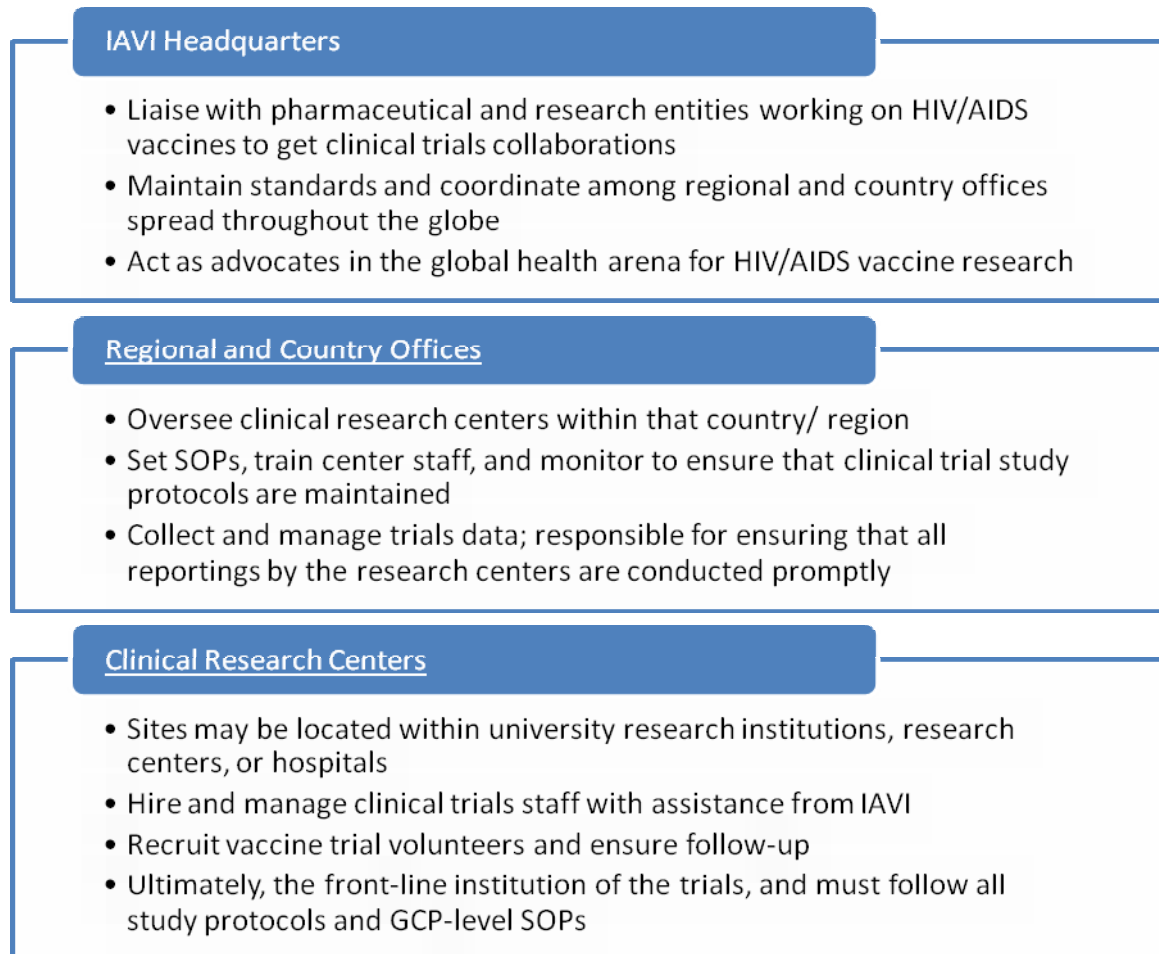 IAVI Headquarters
• Liaise with pharmaceutical and research entities working on HIV/AIDS
vaccines to get clinical trials collaborations
• Maintain standards and coordinate among regional and country offices
spread throughout the globe
• Act as advocates in the global health arena for HIV/AIDS vaccine research
Regional and Country Offices
• Oversee clinical research centers within that country/ region
• Set SOPs, train center staff, and monitor to ensure that clinical trial study
protocols are maintained
• Collect and manage trials data; responsible for ensuring that all
reportings by the research centers are conducted promptly
Clinical Research Centers
• Sites may be located within university research institutions, research
centers, or hospitals
• Hire and manage clinical trials staff with assistance from IAVI
• Recruit vaccine trial volunteers and ensure follow-up
• Ultimately, the front-line institution of the trials, and must follow all
study protocols and GCP-level SOPs